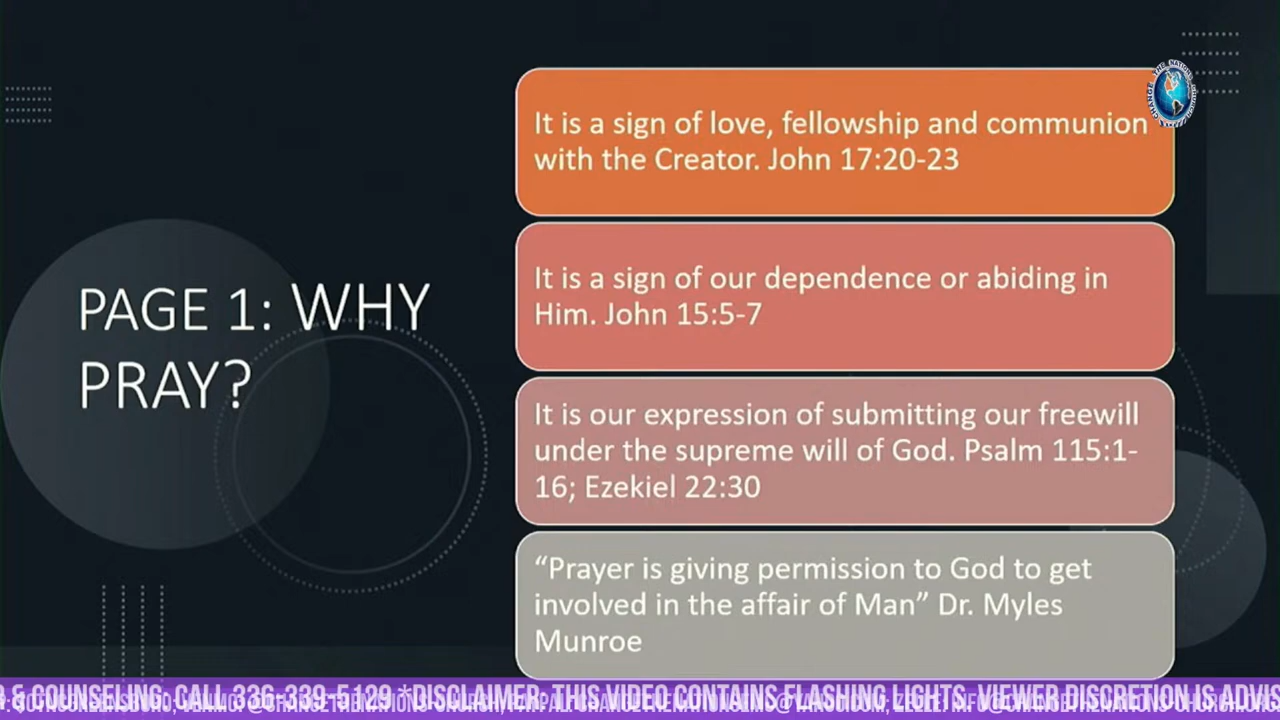 PAGE 1: WHY
PRAY?
It is a sign of love, fellowship and communion
with the Creator. John 17:20-23
It is a sign of our dependence or abiding in
Him. John 15:5-7
It is our expression of submitting our freewill
under the supreme will of God. Psalm 115:1-
16; Ezekiel 22:30
“Prayer is giving permission to God to get
involved in the affair of Man” Dr. Myles
Munroe
CHANGE THE NATIONS CHURCH
& COUNSELING, CALL 336-339-5129 *DISCLAIMER: THIS VIDEO CONTAINS FLASHING LIGHTS. VIEWER DISCRETION IS ADVIS